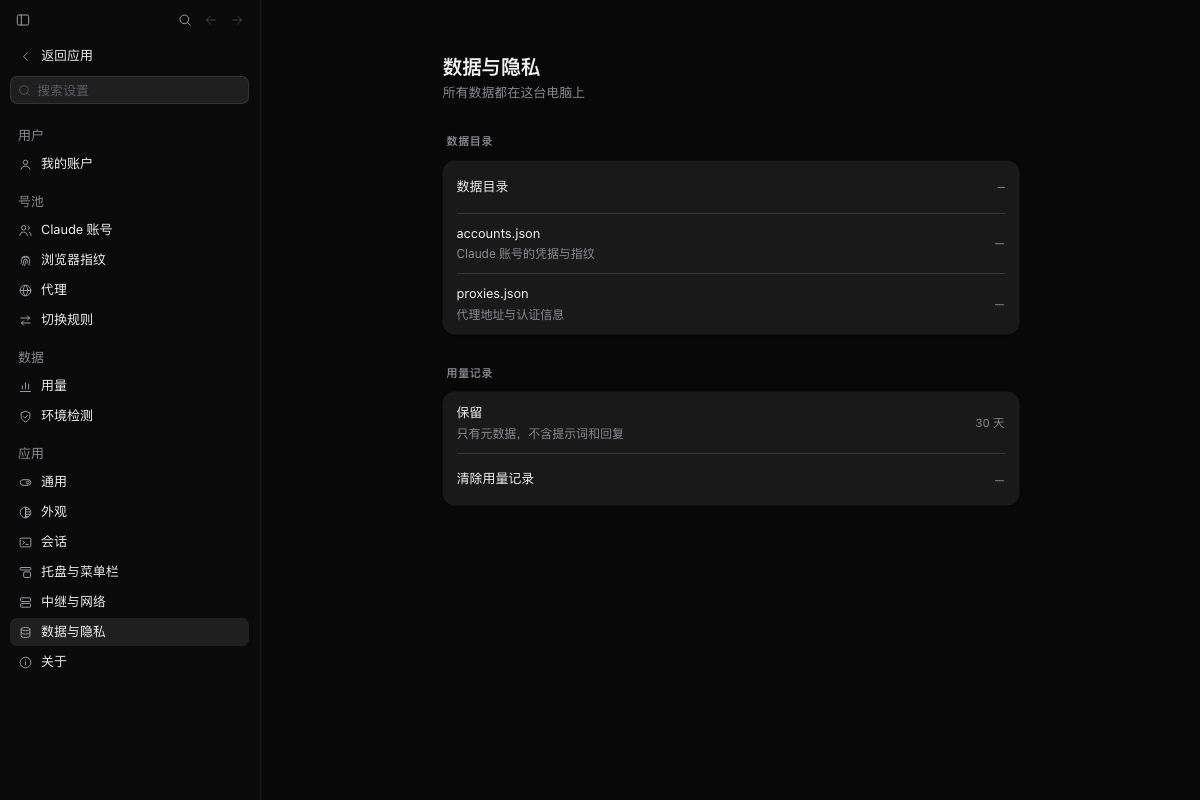 返回应用
搜索设置
用户
我的账户
号池
Claude 账号
浏览器指纹
代理
切换规则
数据
用量
环境检测
应用
通用
外观
会话
托盘与菜单栏
中继与网络
数据与隐私
关于
数据与隐私
所有数据都在这台电脑上
数据目录
数据目录
—
accounts.json
Claude 账号的凭据与指纹
—
proxies.json
代理地址与认证信息
—
用量记录
保留
只有元数据，不含提示词和回复
30 天
清除用量记录
—